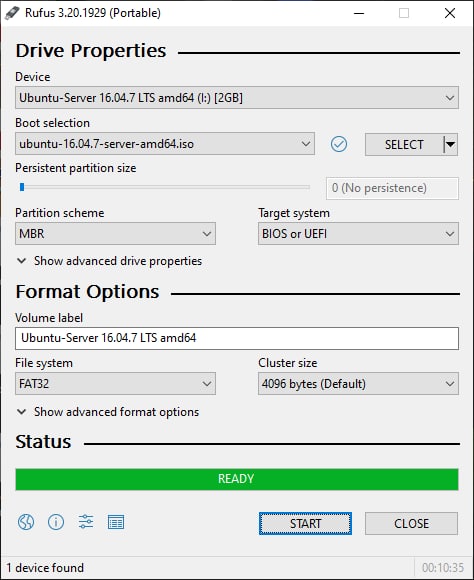 Rufus 3.20.1929 (Portable)
Drive Properties
Device
Ubuntu-Server 16.04.7 LTS amd64 (I:) [2GB]
Boot selection
ubuntu-16.04.7-server-amd64.iso
SELECT
Persistent partition size
0 (No persistence)
Partition scheme
Target system
MBR
BIOS or UEFI
Show advanced drive properties
Format Options
Volume label
Ubuntu-Server 16.04.7 LTS amd64
File system
Cluster size
FAT32
4096 bytes (Default)
Show advanced format options
Status
READY
START
CLOSE
1 device found
00:10:35